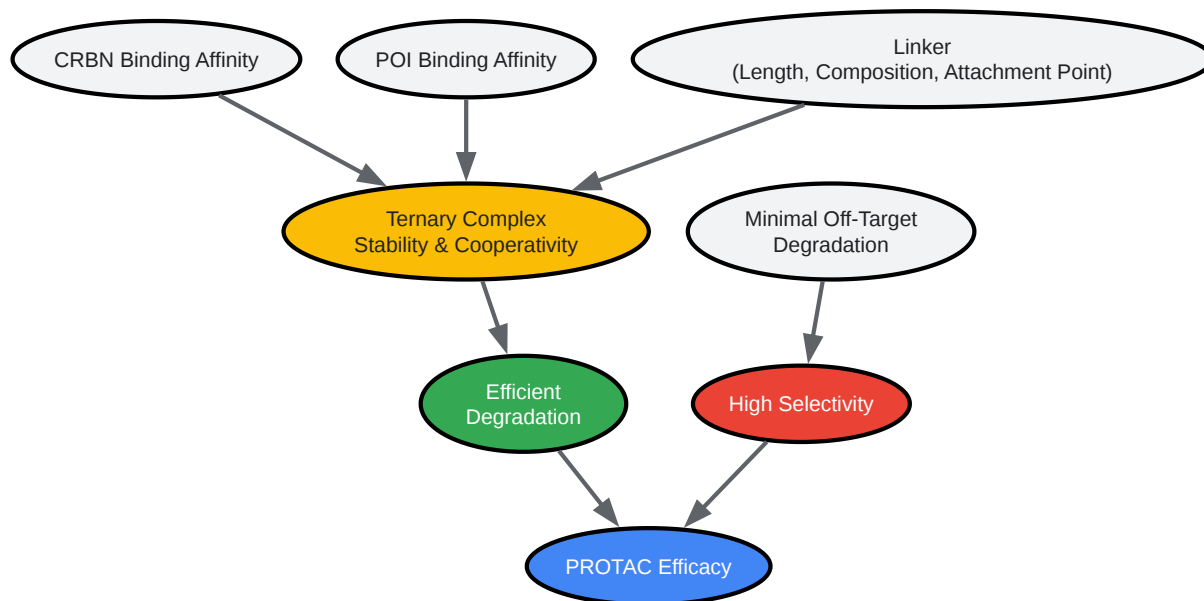 CRBN Binding Affinity
POI Binding Affinity
Linker
(Length, Composition, Attachment Point)
Ternary Complex
Stability & Cooperativity
Minimal Off-Target
Degradation
Efficient
Degradation
High Selectivity
PROTAC Efficacy